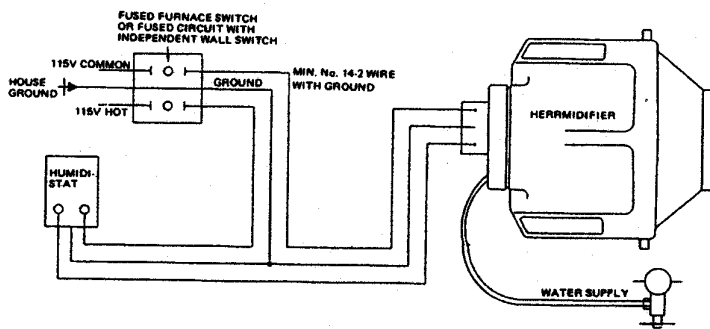 FUSED FURNACE SWITCH
OR FUSED CIRCUIT WITH
INDEPENDENT WALL SWITCH
115V COMMON
HOUSE
GROUND
GROUND
115V HOT
MIN. No. 14-2 WIRE
WITH GROUND
HERRMIDIFIER
HUMIDI-
STAT
WATER SUPPLY